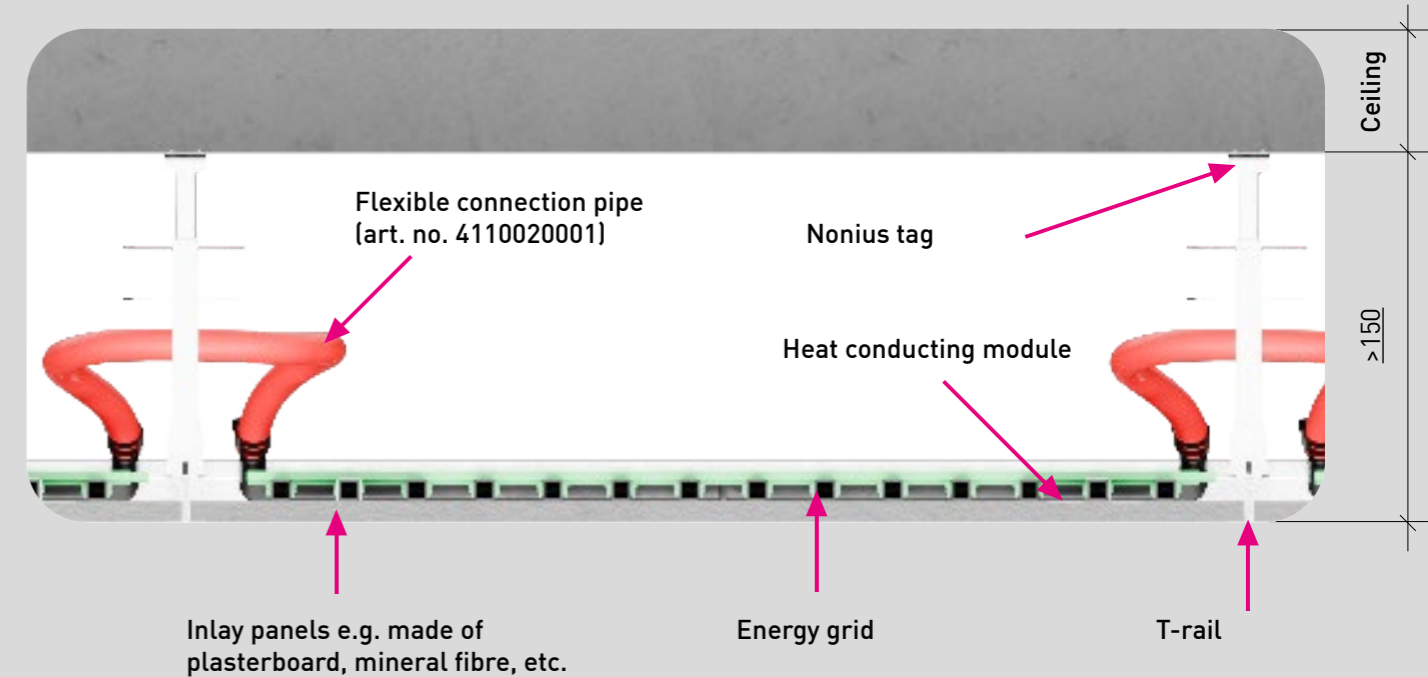 Ceiling
Flexible connection pipe
(art. no. 4110020001)
Nonius tag
Heat conducting module
>150
Inlay panels e.g. made of
plasterboard, mineral fibre, etc.
Energy grid
T-rail